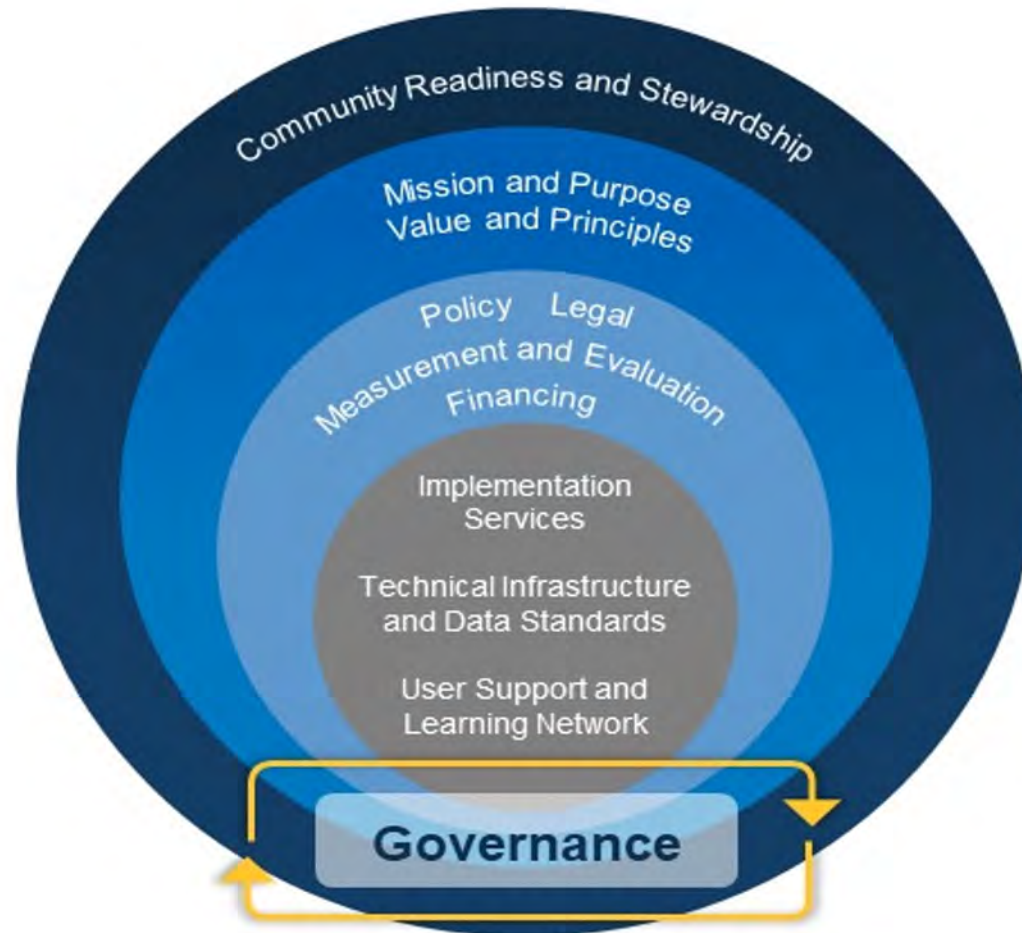 Community Readiness and Stewardship
Mission and Purpose
Value and Principles
Policy Legal
Measurement and Evaluation
Financing
Implementation
Services
Technical Infrastructure
and Data Standards
User Support and
Learning Network
Governance